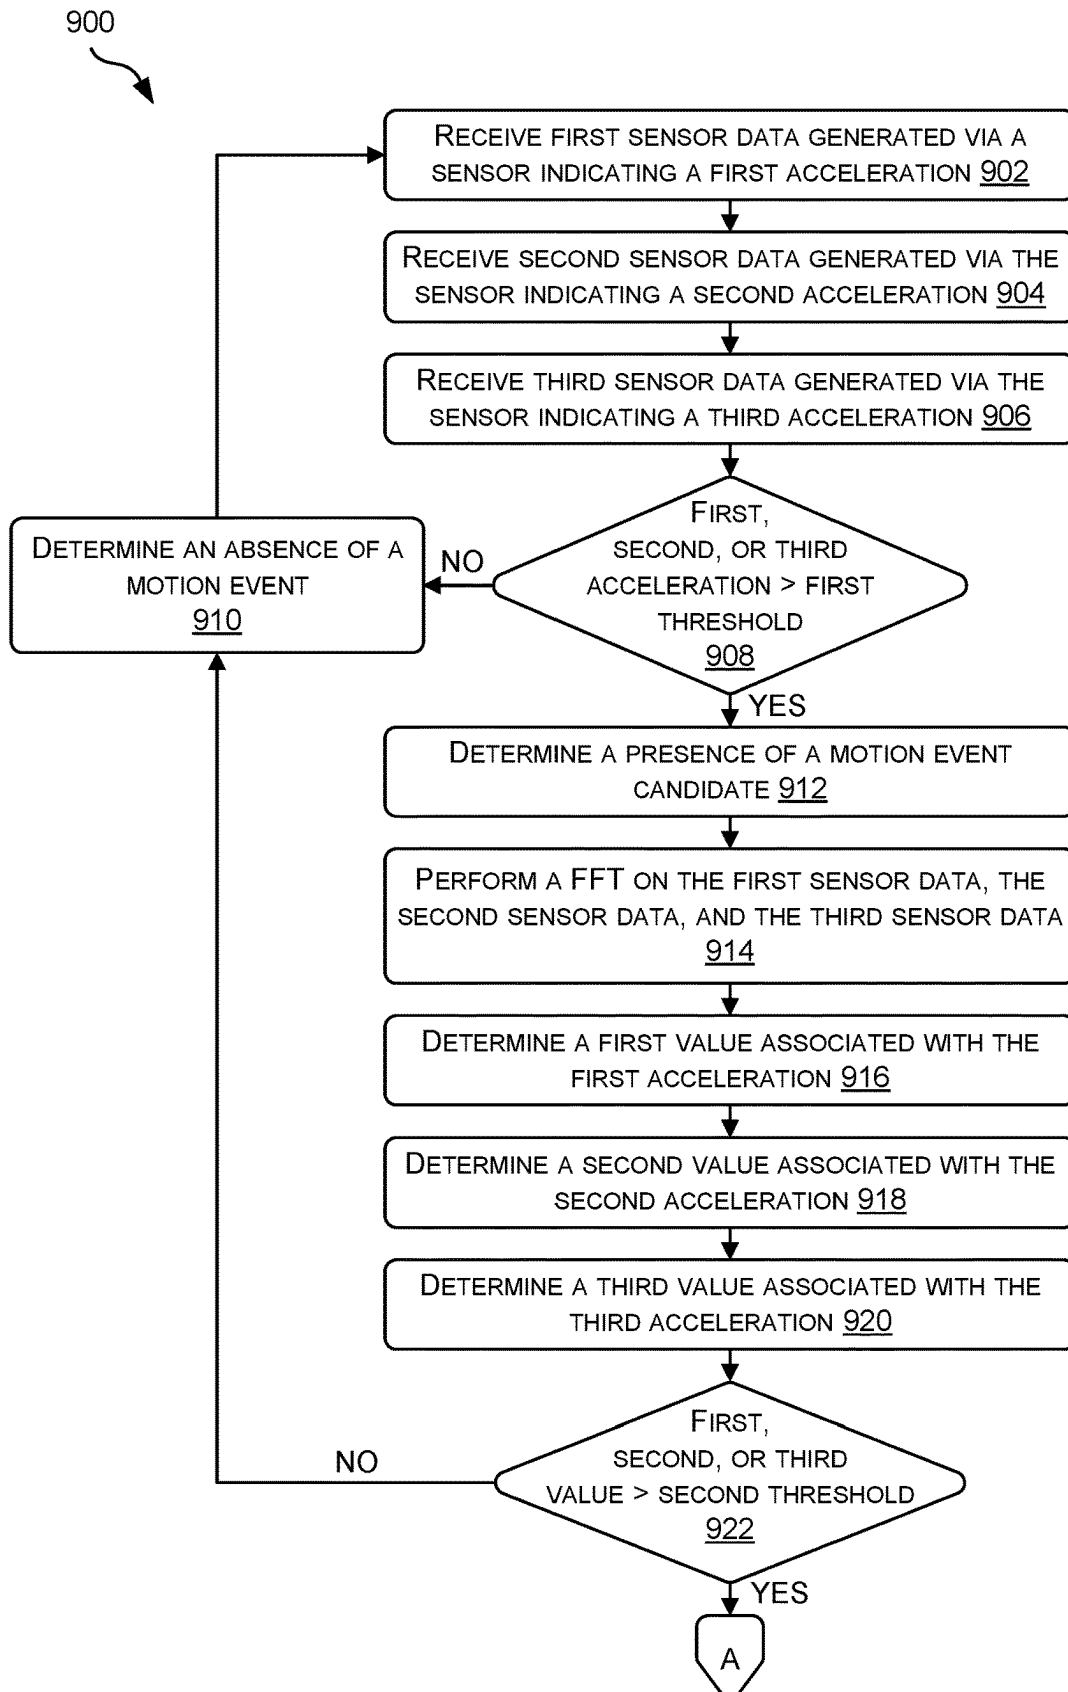 900
RECEIVE FIRST SENSOR DATA GENERATED VIA A
SENSOR INDICATING A FIRST ACCELERATION 902
RECEIVE SECOND SENSOR DATA GENERATED VIA THE
SENSOR INDICATING A SECOND ACCELERATION 904
RECEIVE THIRD SENSOR DATA GENERATED VIA THE
SENSOR INDICATING A THIRD ACCELERATION 906
FIRST,
SECOND, OR THIRD
ACCELERATION > FIRST
THRESHOLD
908
NO
DETERMINE AN ABSENCE OF A
MOTION EVENT
910
YES
DETERMINE A PRESENCE OF A MOTION EVENT
CANDIDATE 912
PERFORM A FFT ON THE FIRST SENSOR DATA, THE
SECOND SENSOR DATA, AND THE THIRD SENSOR DATA
914
DETERMINE A FIRST VALUE ASSOCIATED WITH THE
FIRST ACCELERATION 916
DETERMINE A SECOND VALUE ASSOCIATED WITH THE
SECOND ACCELERATION 918
DETERMINE A THIRD VALUE ASSOCIATED WITH THE
THIRD ACCELERATION 920
FIRST,
SECOND, OR THIRD
VALUE > SECOND THRESHOLD
922
NO
YES
A